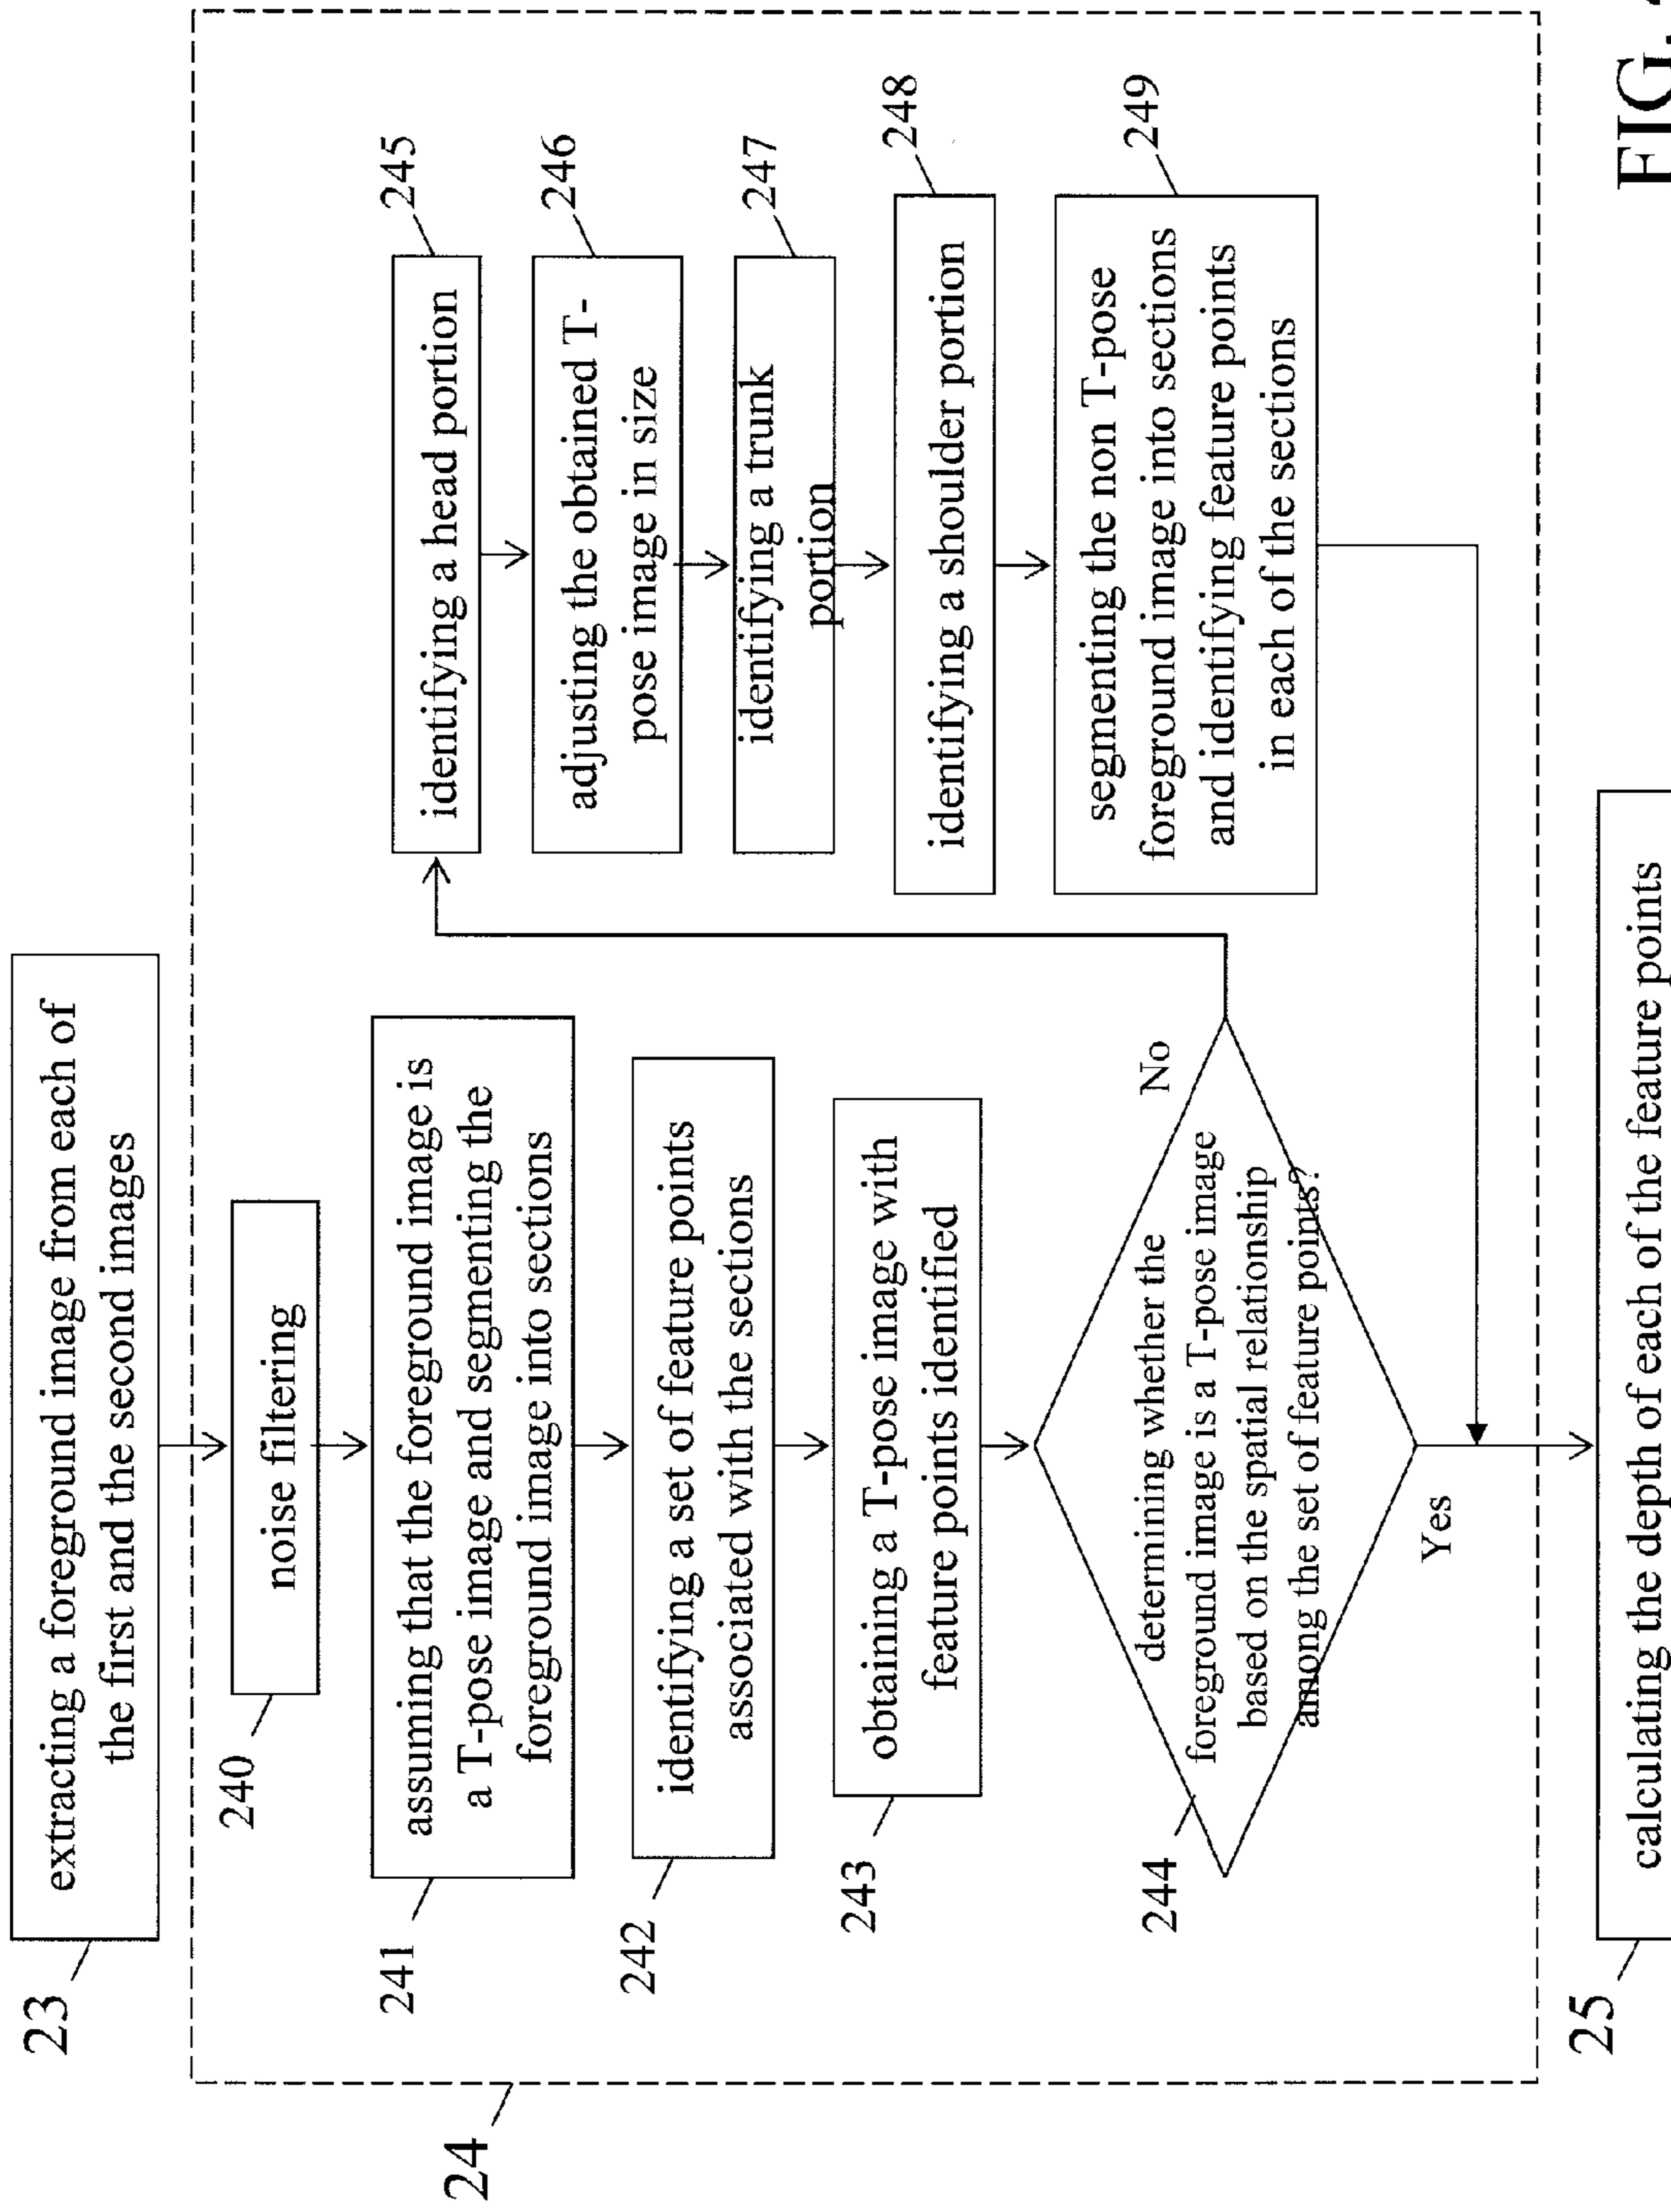 23
extracting a foreground image from each of
the first and the second images
24
240
noise filtering
241
assuming that the foreground image is
a T-pose image and segmenting the
foreground image into sections
242
identifying a set of feature points
associated with the sections
243
obtaining a T-pose image with
feature points identified
244
determining whether the
foreground image is a T-pose image
based on the spatial relationship
among the set of feature points?
No
Yes
245
identifying a head portion
246
adjusting the obtained T-
pose image in size
247
identifying a trunk
portion
248
identifying a shoulder portion
249
segmenting the non T-pose
foreground image into sections
and identifying feature points
in each of the sections
25
calculating the depth of each of the feature points
FIG.